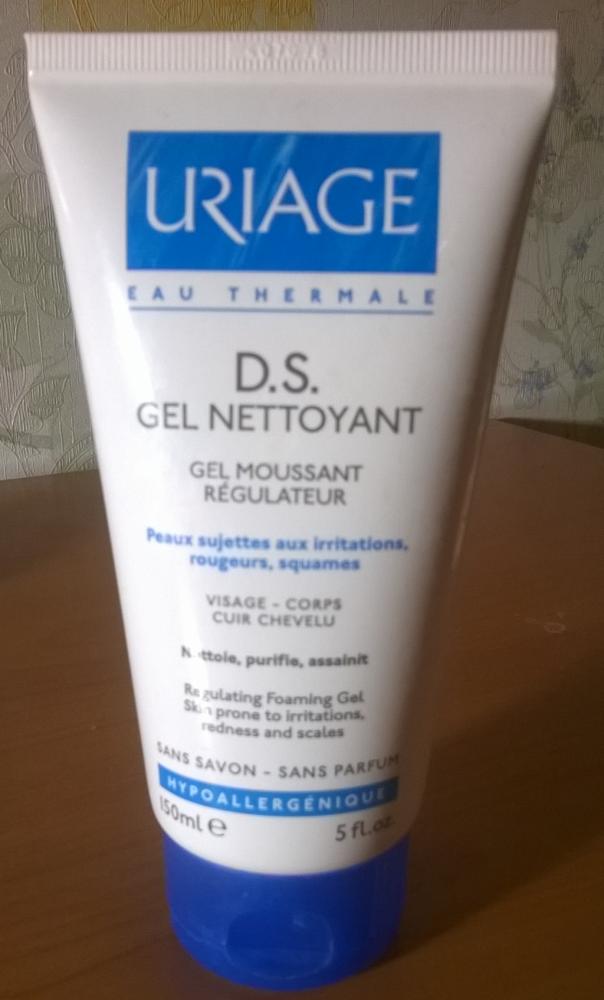 URIAGE
EAU THERMALE
D.S.
GEL NETTOYANT
GEL MOUSSANT
RÉGULATEUR
Peaux sujettes aux irritations,
rougeurs, squames
VISAGE - CORPS
CUIR CHEVELU
Nettoie, purifie, assainit
Regulating Foaming Gel
Skin prone to irritations,
redness and scales
SANS SAVON - SANS PARFUM
HYPOALLERGÉNIQUE
150ml e 5 fl.oz.